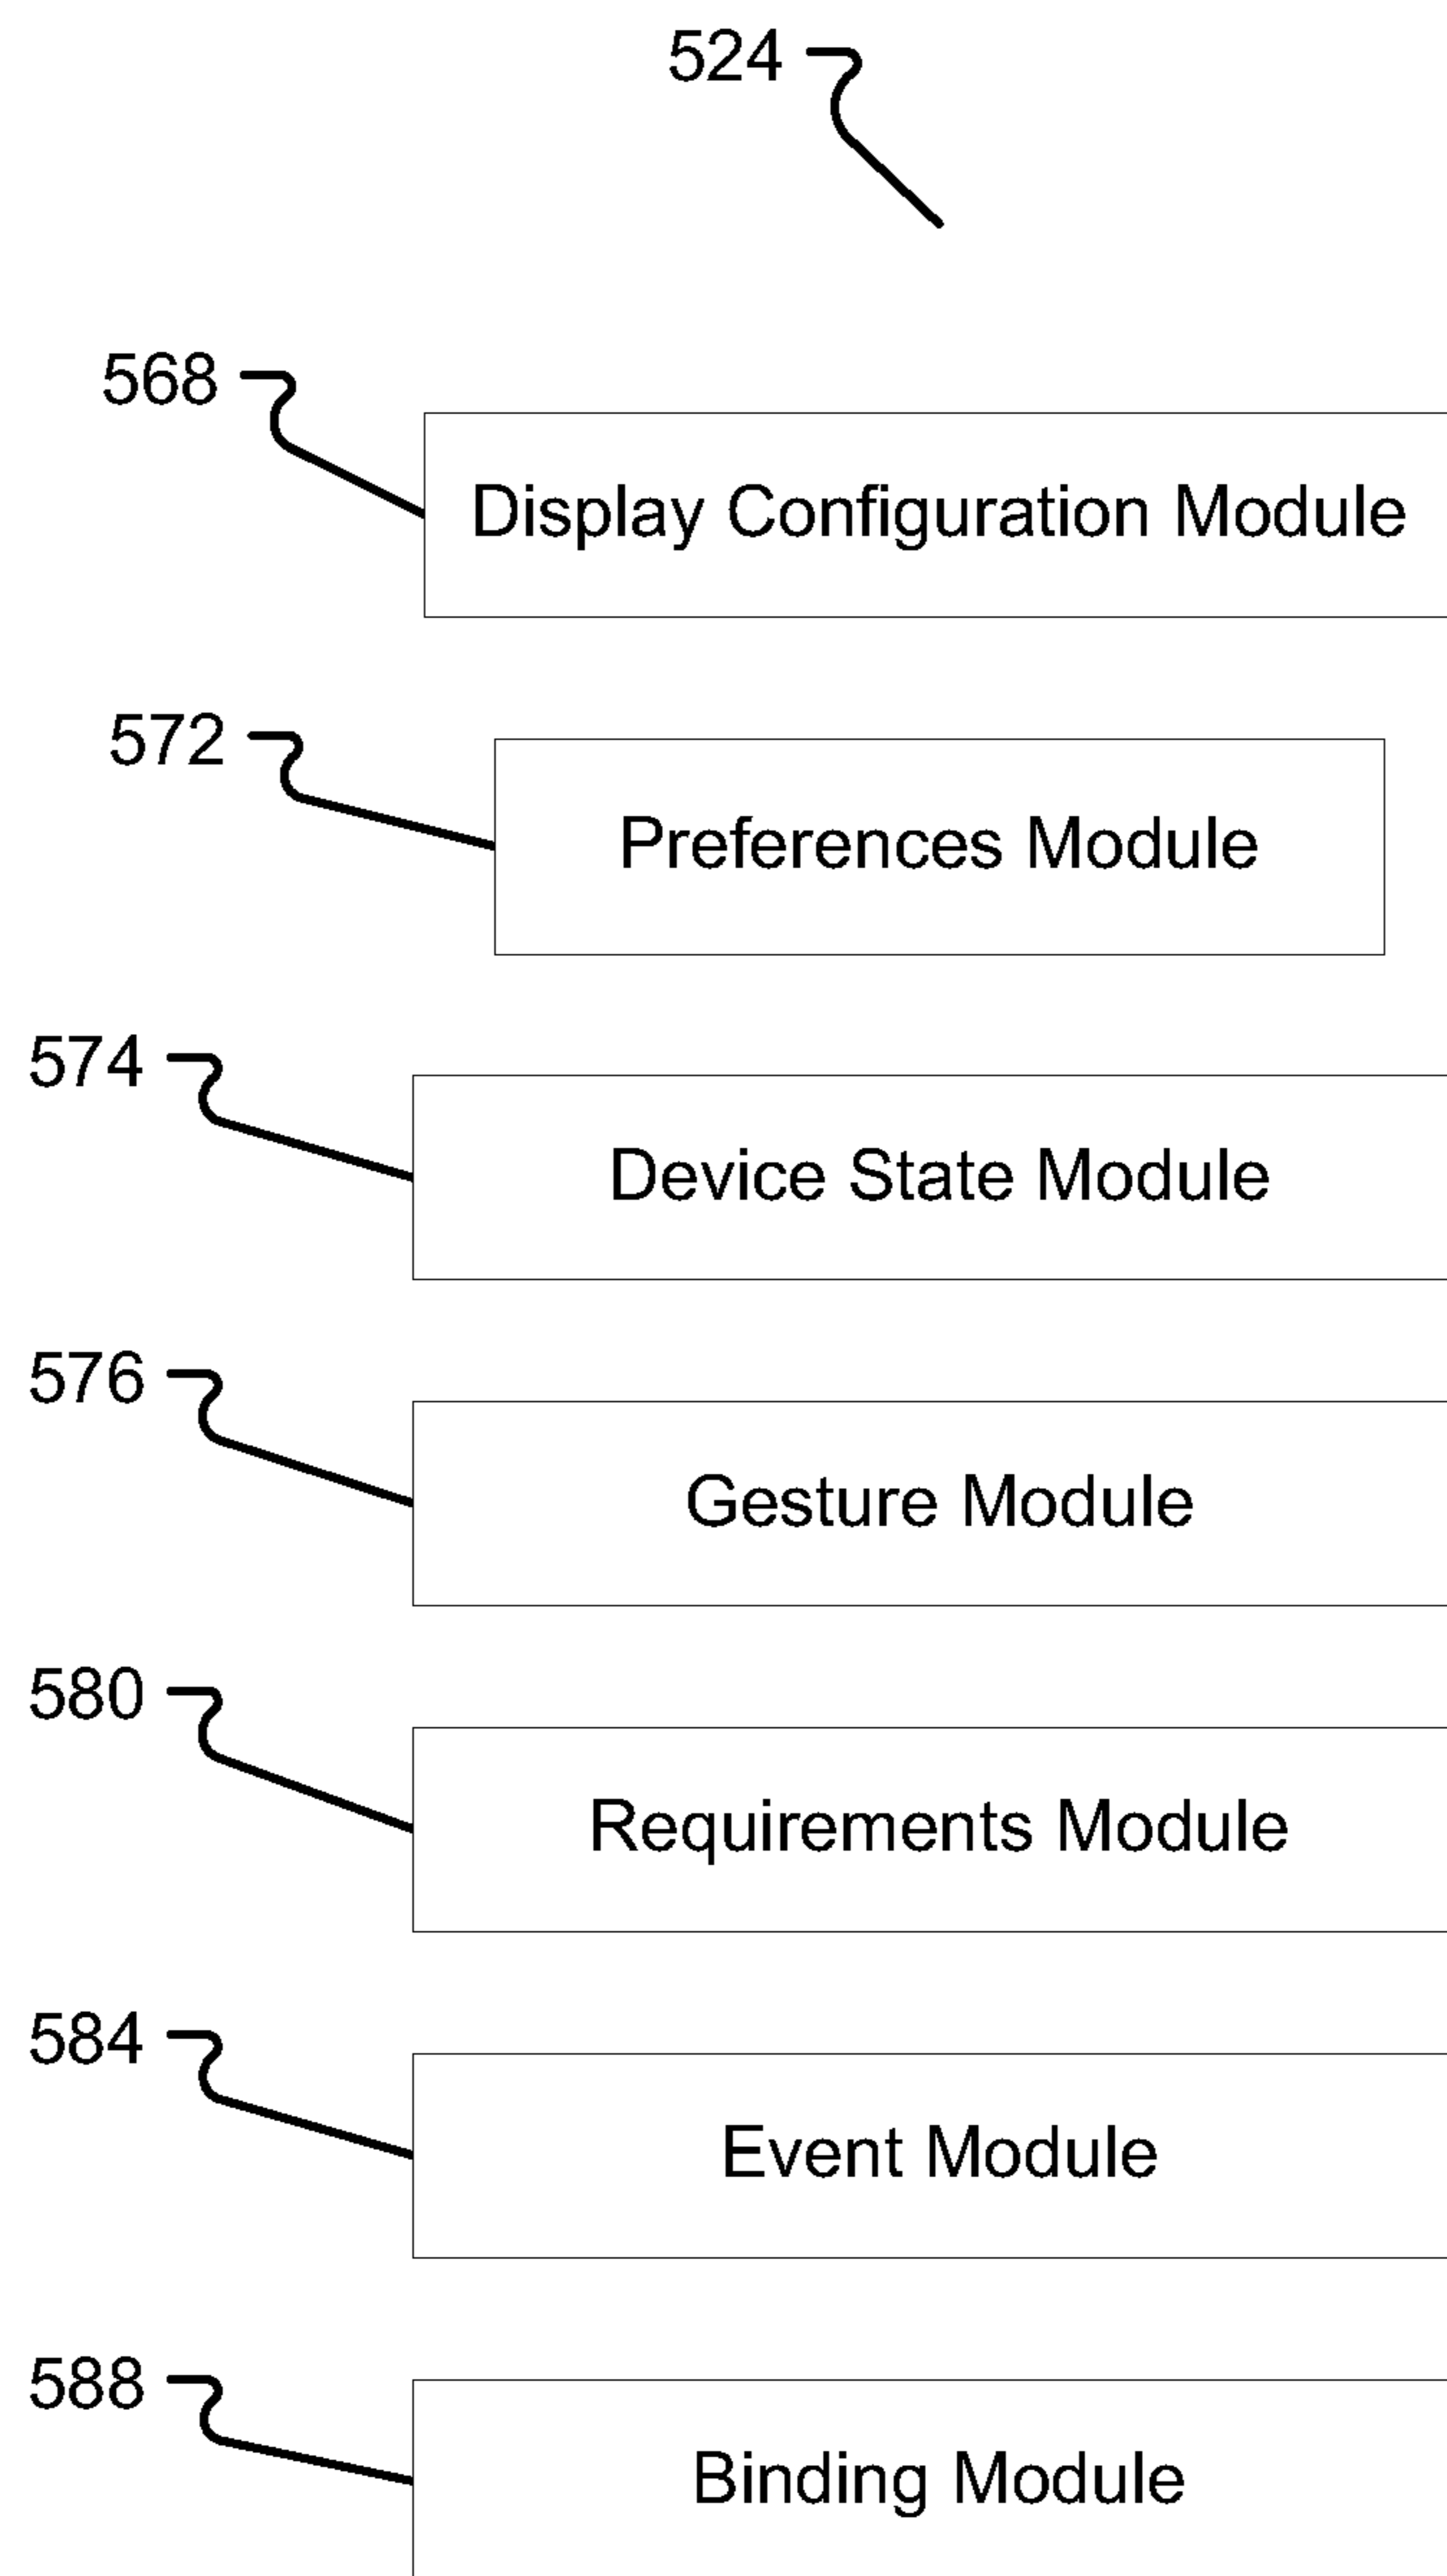 524
568
Display Configuration Module
572
Preferences Module
574
Device State Module
576
Gesture Module
580
Requirements Module
584
Event Module
588
Binding Module